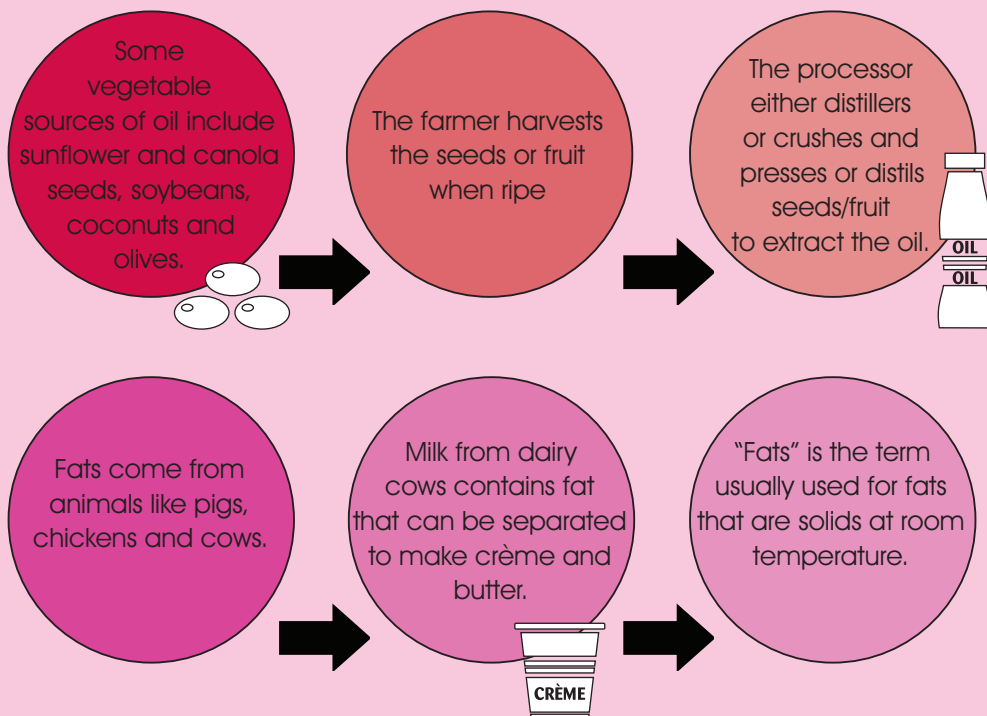 Some
vegetable
sources of oil include
sunflower and canola
seeds, soybeans,
coconuts and
olives.
The farmer harvests
the seeds or fruit
when ripe
The processor
either distillers
or crushes and
presses or distils
seeds/fruit
to extract the oil.
OIL
OIL
Fats come from
animals like pigs,
chickens and cows.
Milk from dairy
cows contains fat
that can be separated
to make crème and
butter.
CRÈME
“Fats” is the term
usually used for fats
that are solids at room
temperature.